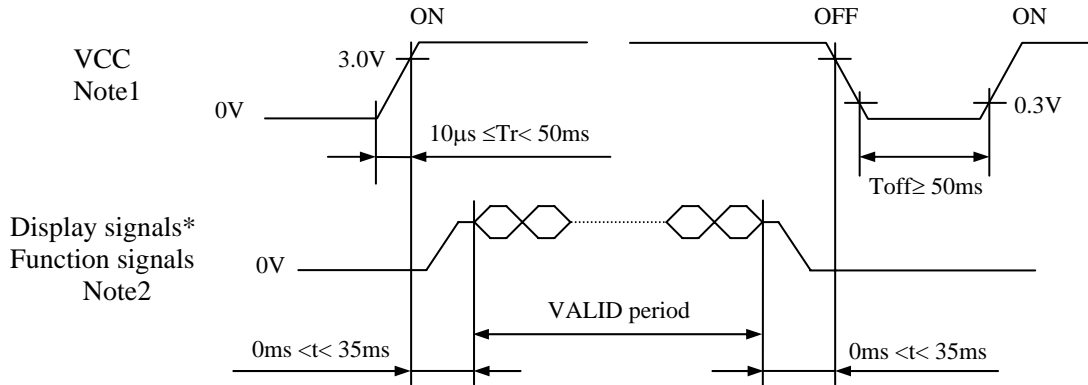 ON
OFF
ON
VCC
Note1
3.0V
0V
0.3V
10μs ≤Tr< 50ms
Toff≥ 50ms
Display signals*
Function signals
Note2
0V
VALID period
0ms <t< 35ms
0ms <t< 35ms